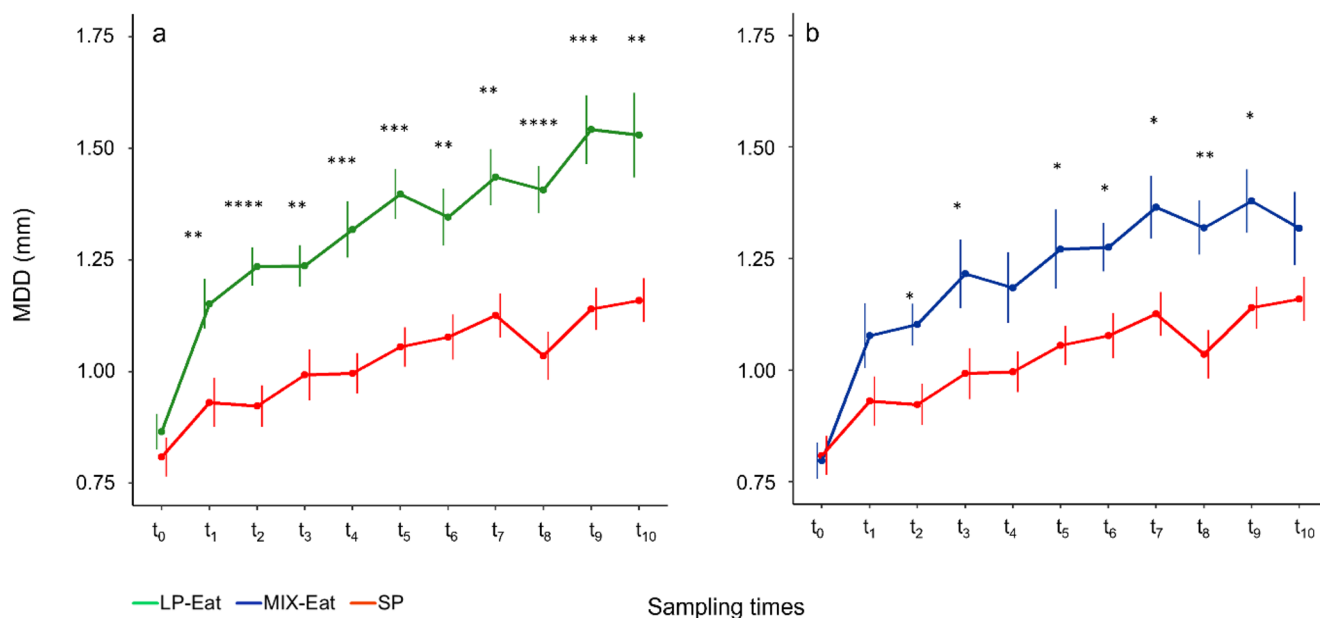 a
b
1.75
1.50
1.25
1.00
0.75
1.75
1.50
1.25
1.00
0.75
MDD (mm)
** **** ** *** *** ** ** **** *** **
* * * * * ** *
t0 t1 t2 t3 t4 t5 t6 t7 t8 t9 t10
t0 t1 t2 t3 t4 t5 t6 t7 t8 t9 t10
LP-Eat MIX-Eat SP
Sampling times